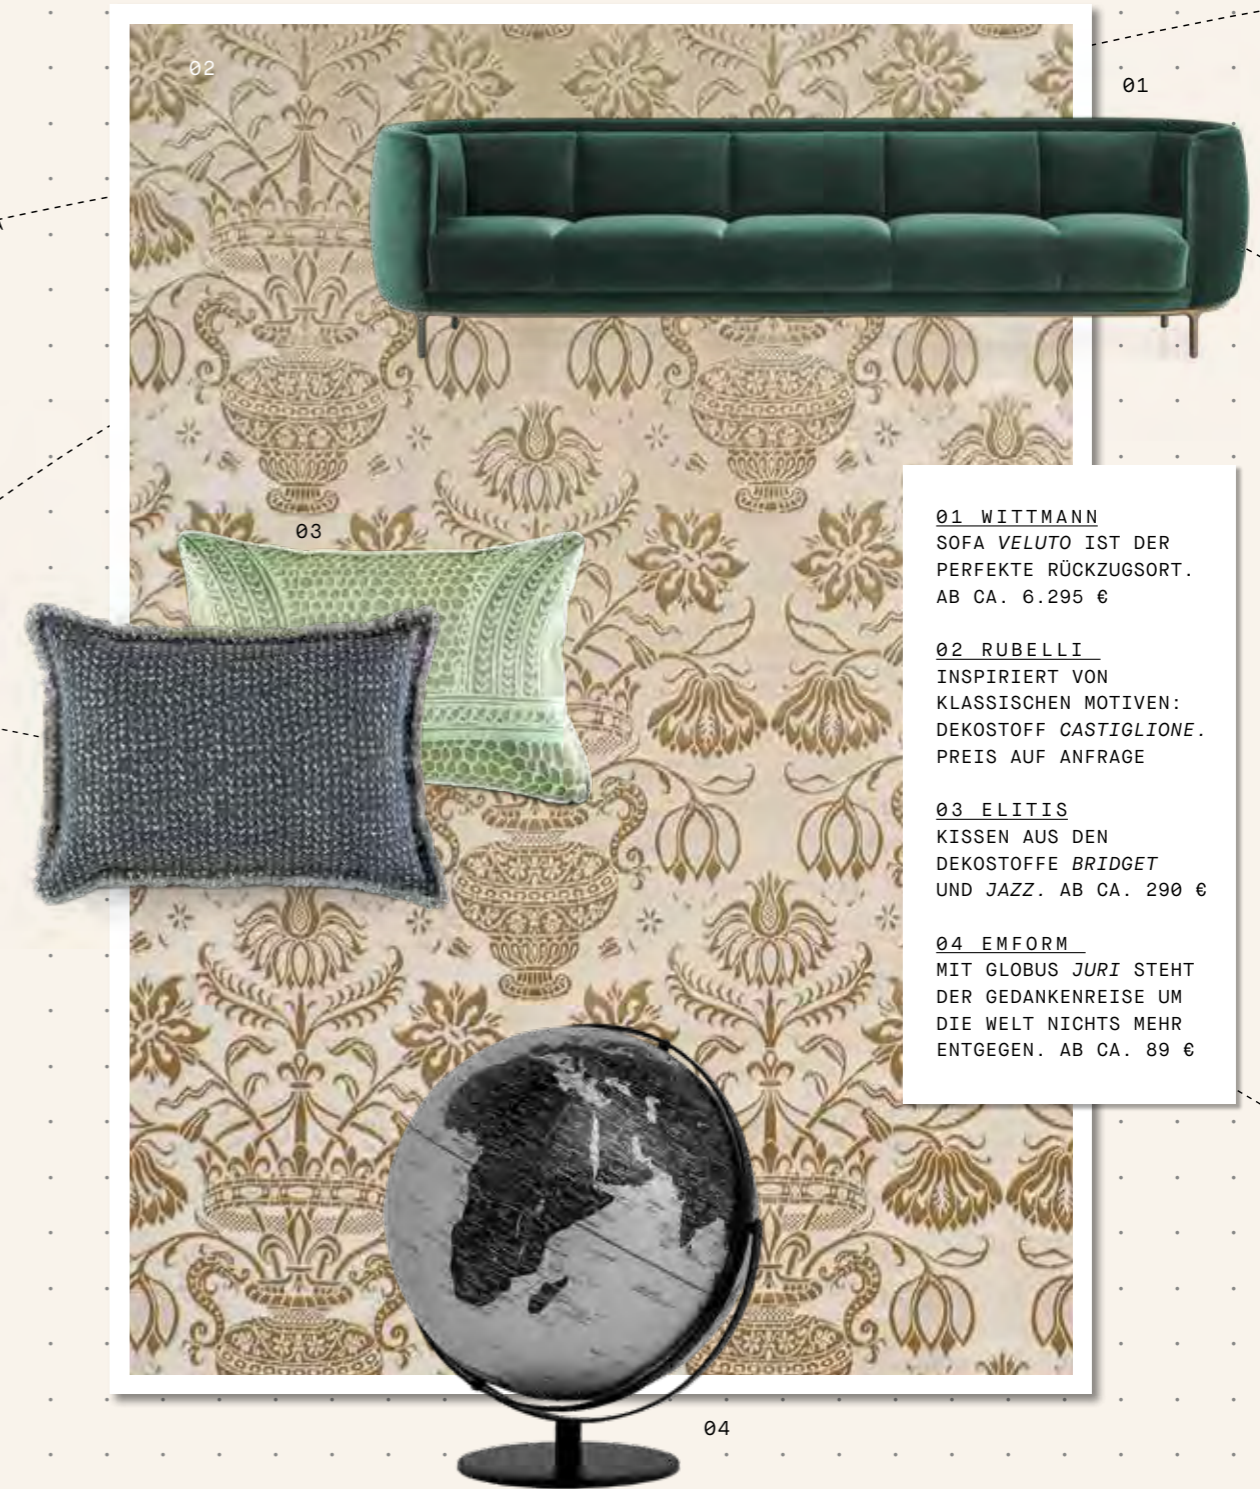 02
01
03
01 WITTMANN
SOFA VELUTO IST DER
PERFEKTE RÜCKZUGSORT.
AB CA. 6.295 €
02 RUBELLI
INSPIRIERT VON
KLASSISCHEN MOTIVEN:
DEKOSTOFF CASTIGLIONE.
PREIS AUF ANFRAGE
03 ELITIS
KISSEN AUS DEN
DEKOSTOFFE BRIDGET
UND JAZZ. AB CA. 290 €
04 EMFORM
MIT GLOBUS JURI STEHT
DER GEDANKENREISE UM
DIE WELT NICHTS MEHR
ENTGEGEN. AB CA. 89 €
04